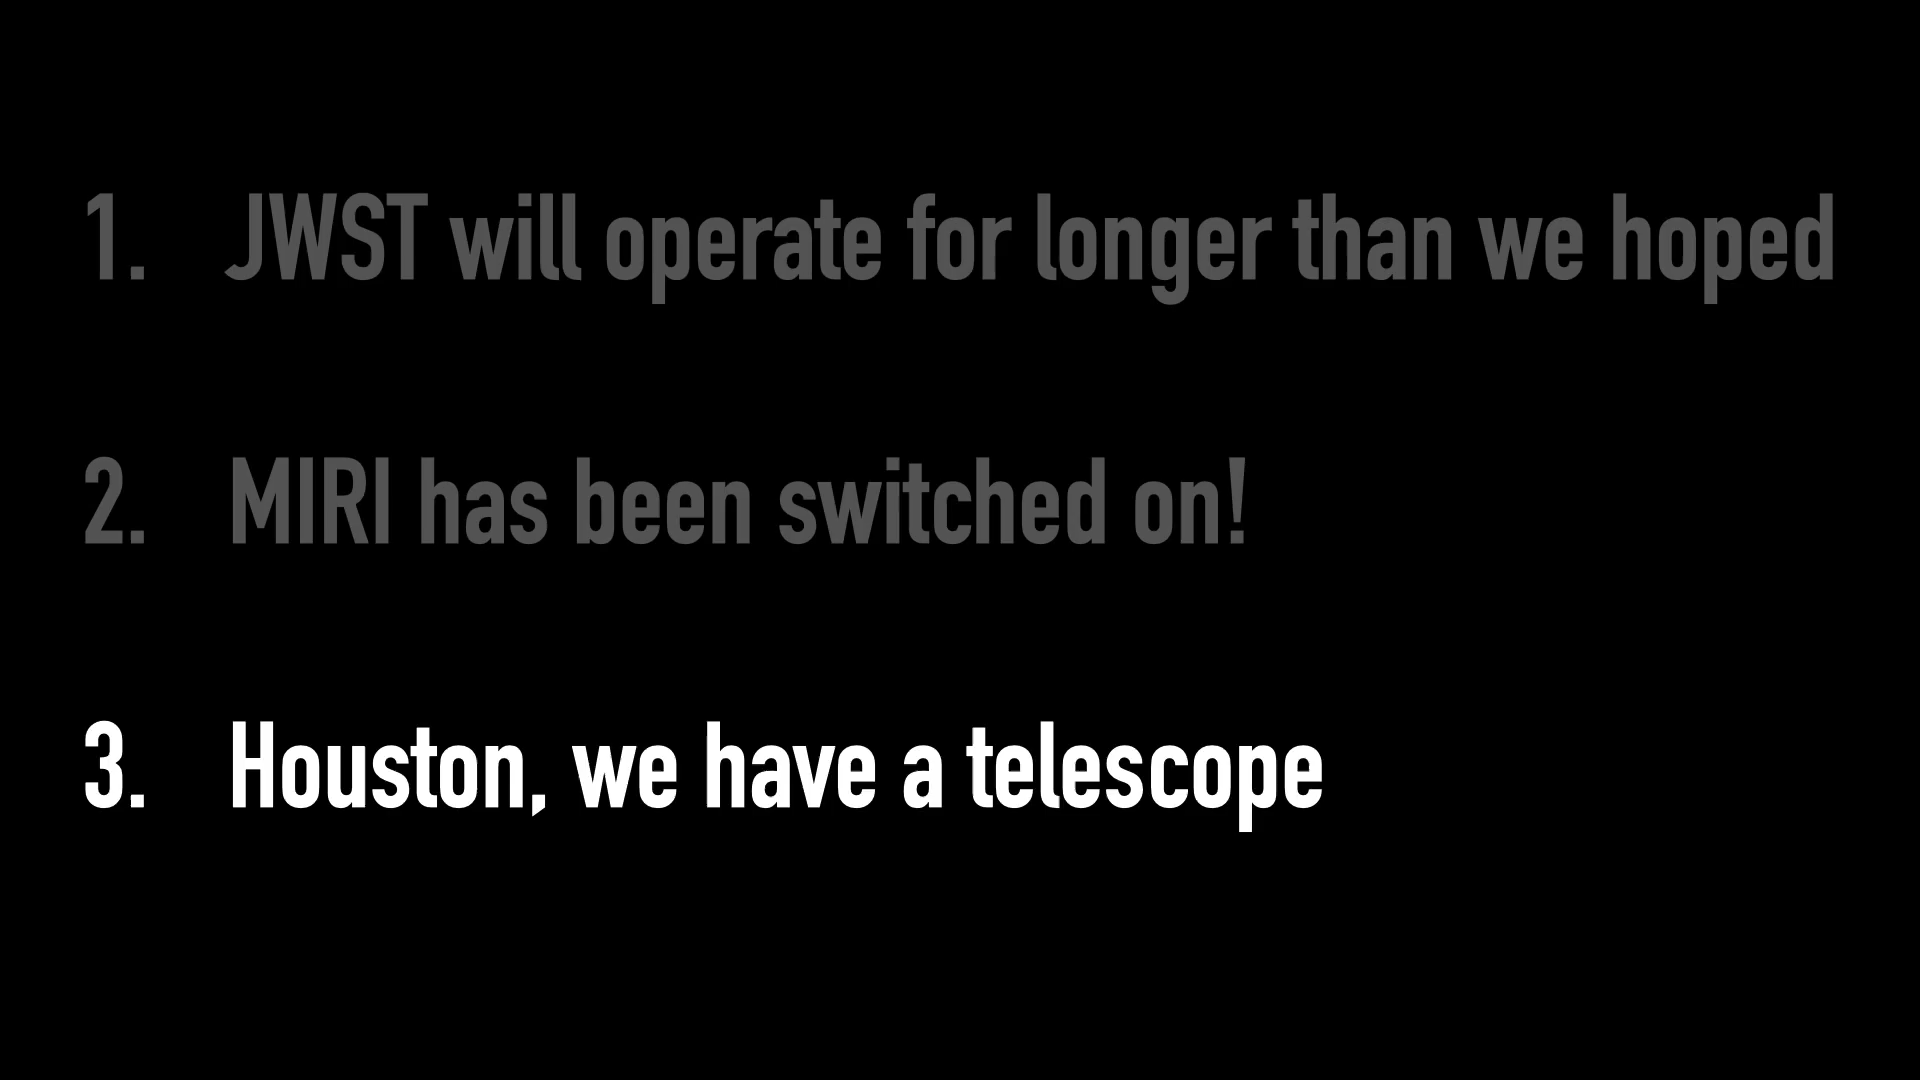 1. JWST will operate for longer than we hoped
2. MIRI has been switched on!
3. Houston, we have a telescope